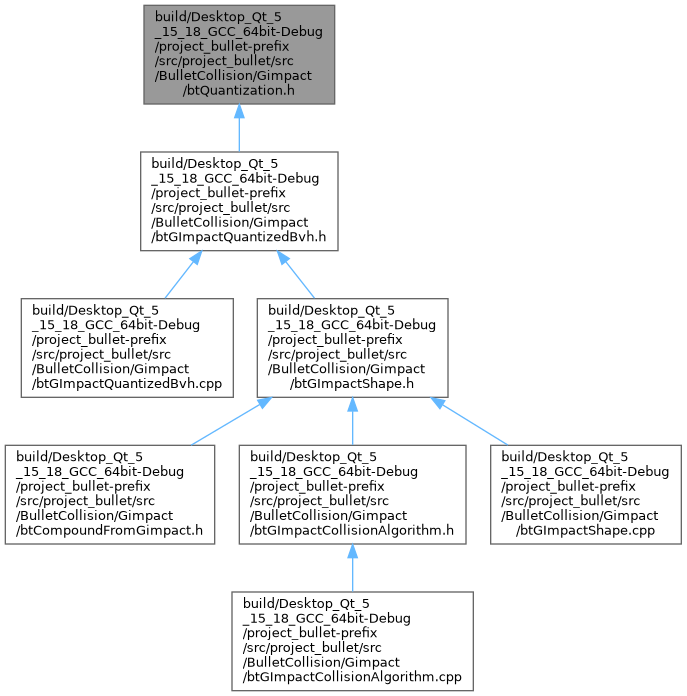 build/Desktop_Qt_5
_15_18_GCC_64bit-Debug
/project_bullet-prefix
/src/project_bullet/src
/BulletCollision/Gimpact
/btQuantization.h
build/Desktop_Qt_5
_15_18_GCC_64bit-Debug
/project_bullet-prefix
/src/project_bullet/src
/BulletCollision/Gimpact
/btGImpactQuantizedBvh.h
build/Desktop_Qt_5
_15_18_GCC_64bit-Debug
/project_bullet-prefix
/src/project_bullet/src
/BulletCollision/Gimpact
/btGImpactQuantizedBvh.cpp
build/Desktop_Qt_5
_15_18_GCC_64bit-Debug
/project_bullet-prefix
/src/project_bullet/src
/BulletCollision/Gimpact
/btGImpactShape.h
build/Desktop_Qt_5
_15_18_GCC_64bit-Debug
/project_bullet-prefix
/src/project_bullet/src
/BulletCollision/Gimpact
/btCompoundFromGimpact.h
build/Desktop_Qt_5
_15_18_GCC_64bit-Debug
/project_bullet-prefix
/src/project_bullet/src
/BulletCollision/Gimpact
/btGImpactCollisionAlgorithm.h
build/Desktop_Qt_5
_15_18_GCC_64bit-Debug
/project_bullet-prefix
/src/project_bullet/src
/BulletCollision/Gimpact
/btGImpactShape.cpp
build/Desktop_Qt_5
_15_18_GCC_64bit-Debug
/project_bullet-prefix
/src/project_bullet/src
/BulletCollision/Gimpact
/btGImpactCollisionAlgorithm.cpp